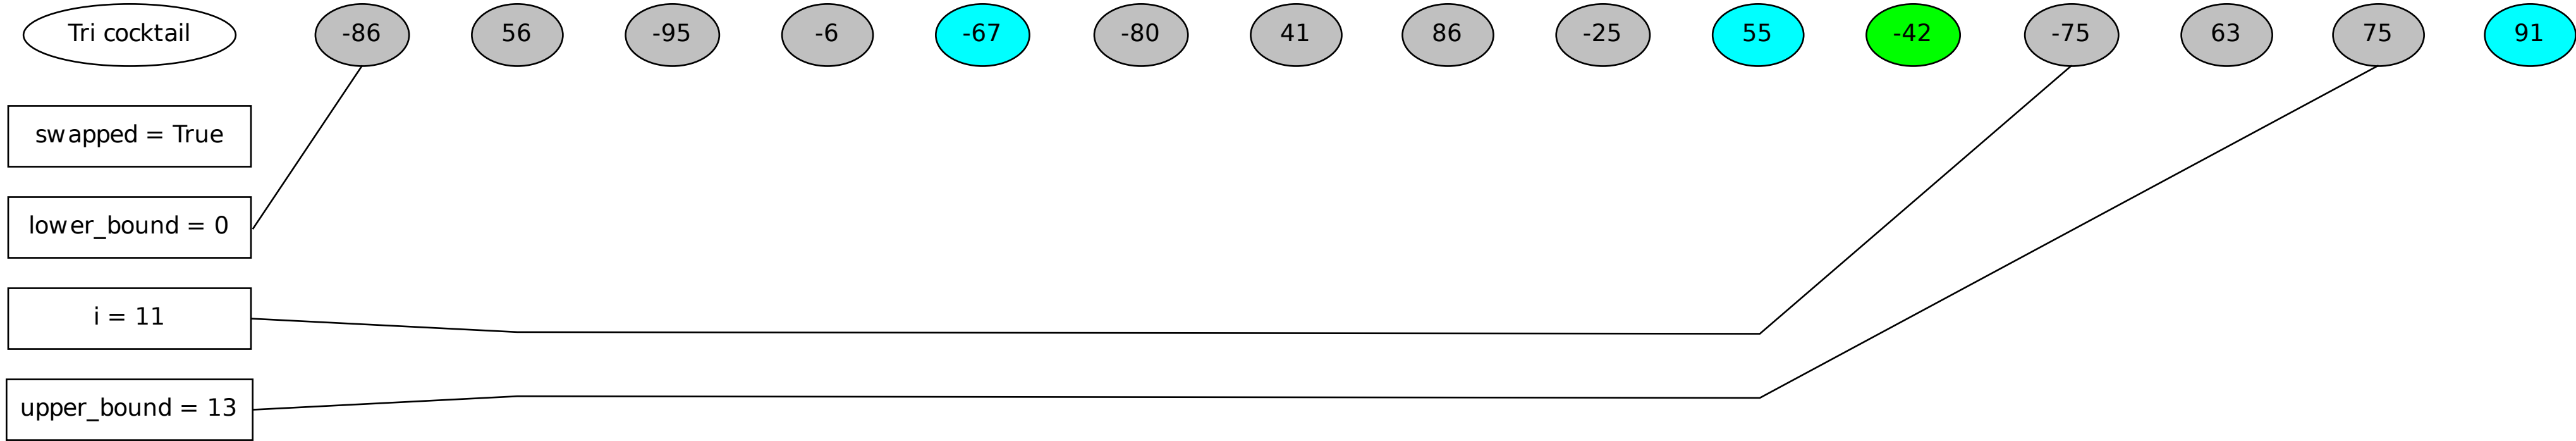 Tri cocktail -86 56 -95 -6 -67 -80 41 86 -25 55 -42 -75 63 75 91
swapped = True
lower_bound = 0
i = 11
upper_bound = 13